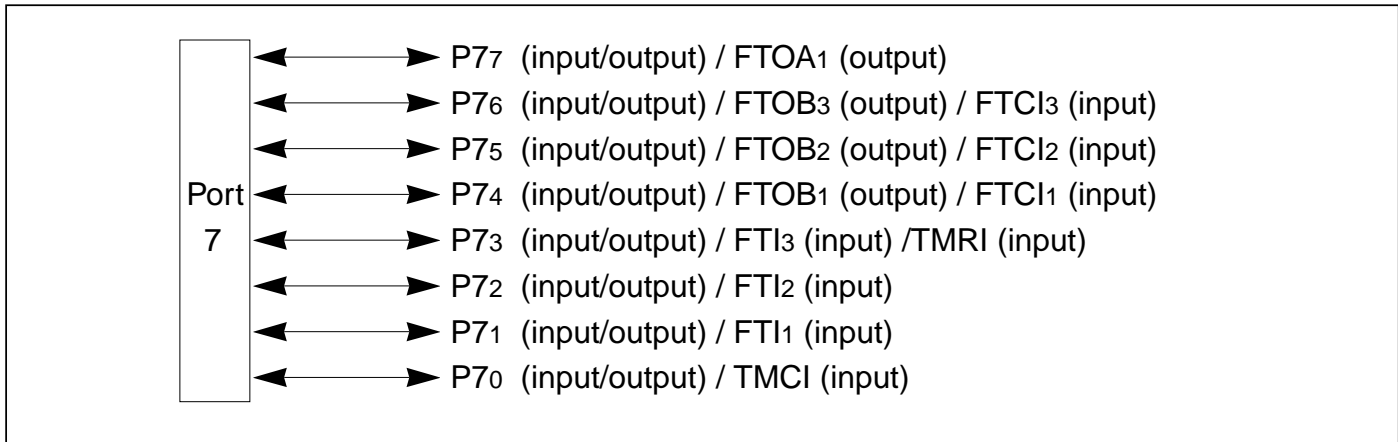 P7₇ (input/output) / FTOA₁ (output)
P7₆ (input/output) / FTOB₃ (output) / FTCI₃ (input)
P7₅ (input/output) / FTOB₂ (output) / FTCI₂ (input)
Port P7₄ (input/output) / FTOB₁ (output) / FTCI₁ (input)
7 P7₃ (input/output) / FTI₃ (input) /TMRI (input)
P7₂ (input/output) / FTI₂ (input)
P7₁ (input/output) / FTI₁ (input)
P7₀ (input/output) / TMCI (input)